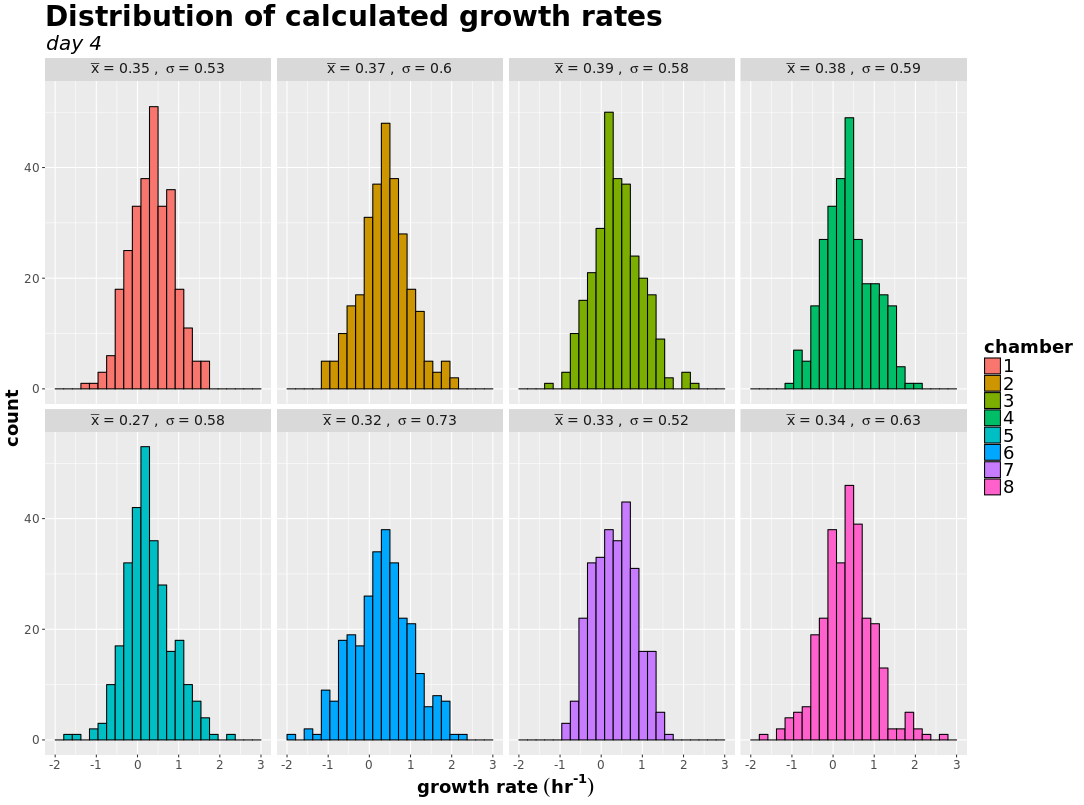 Distribution of calculated growth rates
day 4
x̅ = 0.35 , σ = 0.53
x̅ = 0.37 , σ = 0.6
x̅ = 0.39 , σ = 0.58
x̅ = 0.38 , σ = 0.59
40
20
0
x̅ = 0.27 , σ = 0.58
x̅ = 0.32 , σ = 0.73
x̅ = 0.33 , σ = 0.52
x̅ = 0.34 , σ = 0.63
40
20
0
-2 -1 0 1 2 3
-2 -1 0 1 2 3
-2 -1 0 1 2 3
-2 -1 0 1 2 3
count
growth rate (hr⁻¹)
chamber
1
2
3
4
5
6
7
8